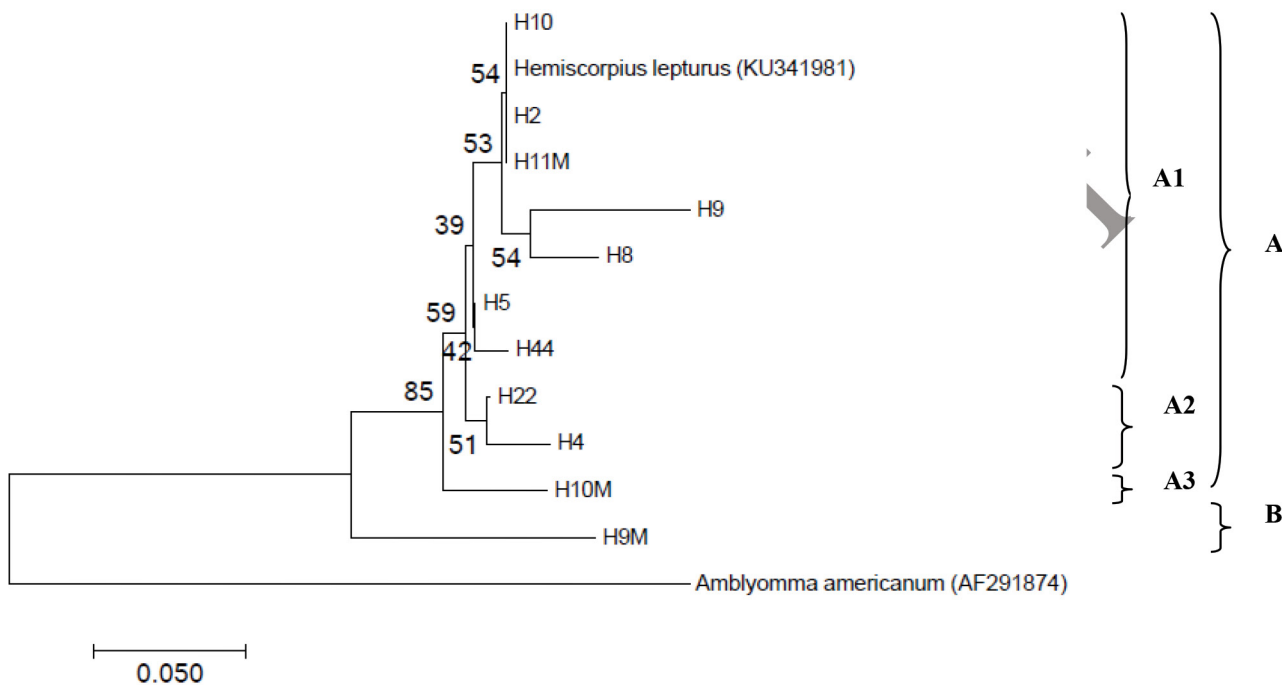 H10
54
Hemiscorpius lepturus (KU341981)
H2
53
H11M
A1
H9
39
A
54
H8
H5
59
42
H44
85
H22
A2
51
H4
A3
H10M
B
H9M
Amblyomma americanum (AF291874)
0.050